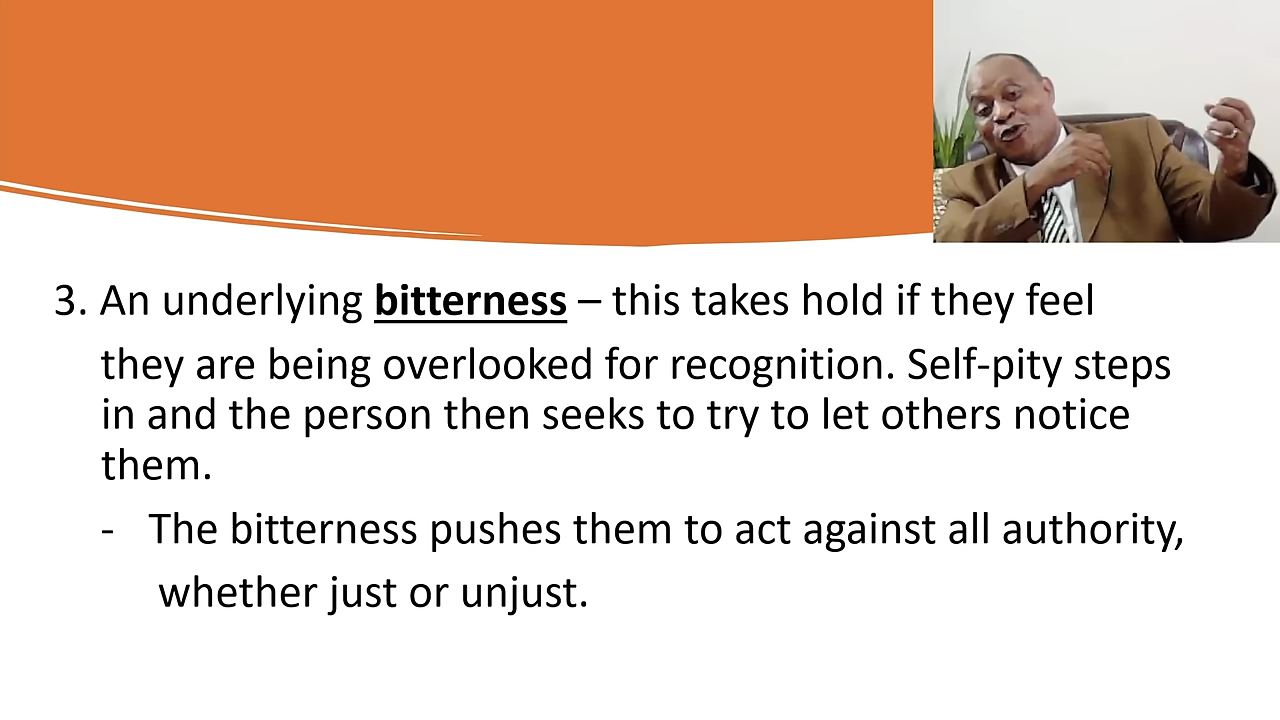 3. An underlying bitterness – this takes hold if they feel
they are being overlooked for recognition. Self-pity steps
in and the person then seeks to try to let others notice
them.
- The bitterness pushes them to act against all authority,
whether just or unjust.